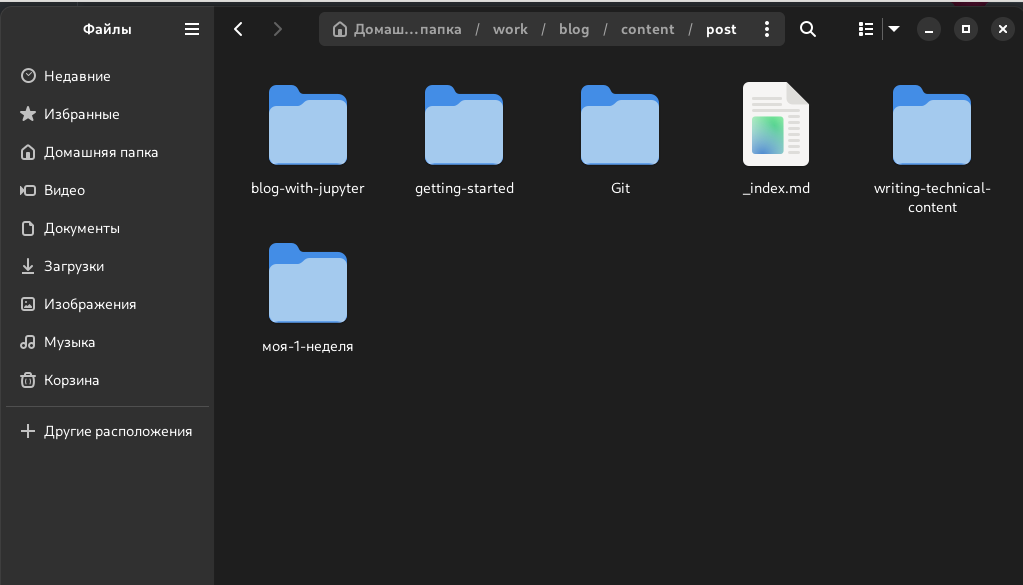 Файлы
Домаш...папка / work / blog / content / post
Недавние
Избранные
Домашняя папка
Видео
Документы
Загрузки
Изображения
Музыка
Корзина
Другие расположения
blog-with-jupyter
getting-started
Git
_index.md
writing-technical-
content
моя-1-неделя